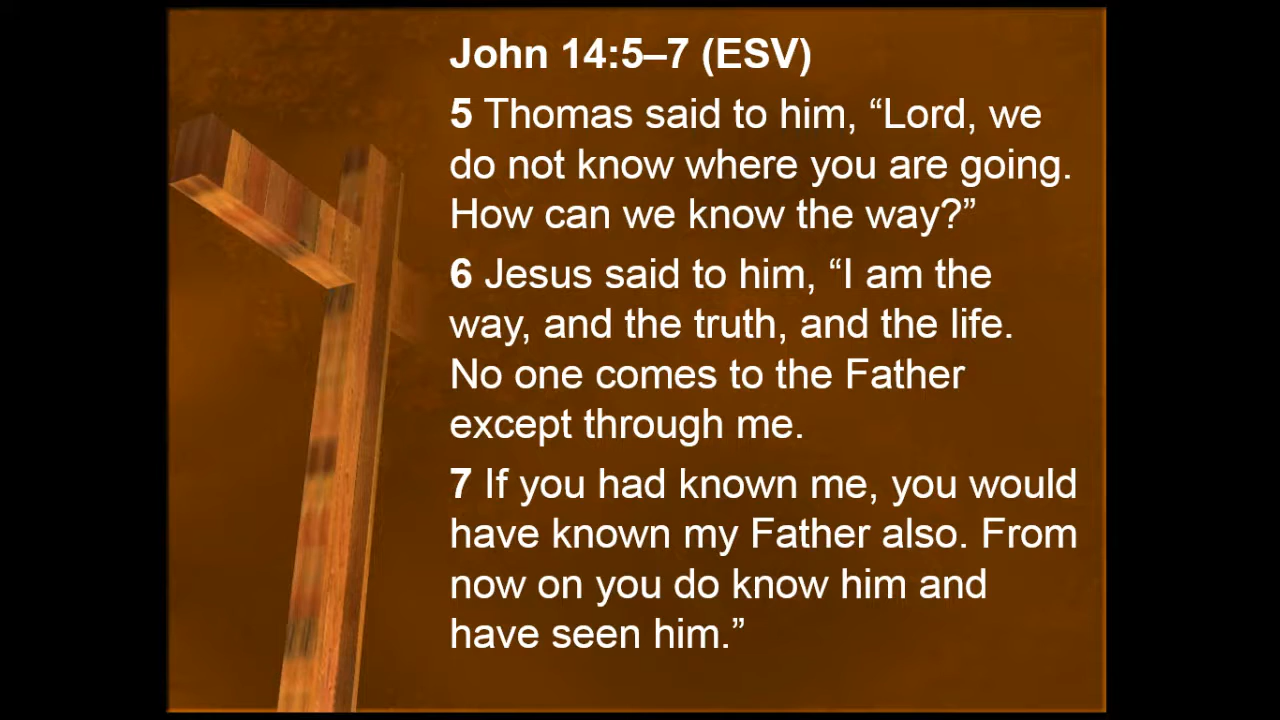 John 14:5–7 (ESV)
5 Thomas said to him, “Lord, we
do not know where you are going.
How can we know the way?”
6 Jesus said to him, “I am the
way, and the truth, and the life.
No one comes to the Father
except through me.
7 If you had known me, you would
have known my Father also. From
now on you do know him and
have seen him.”